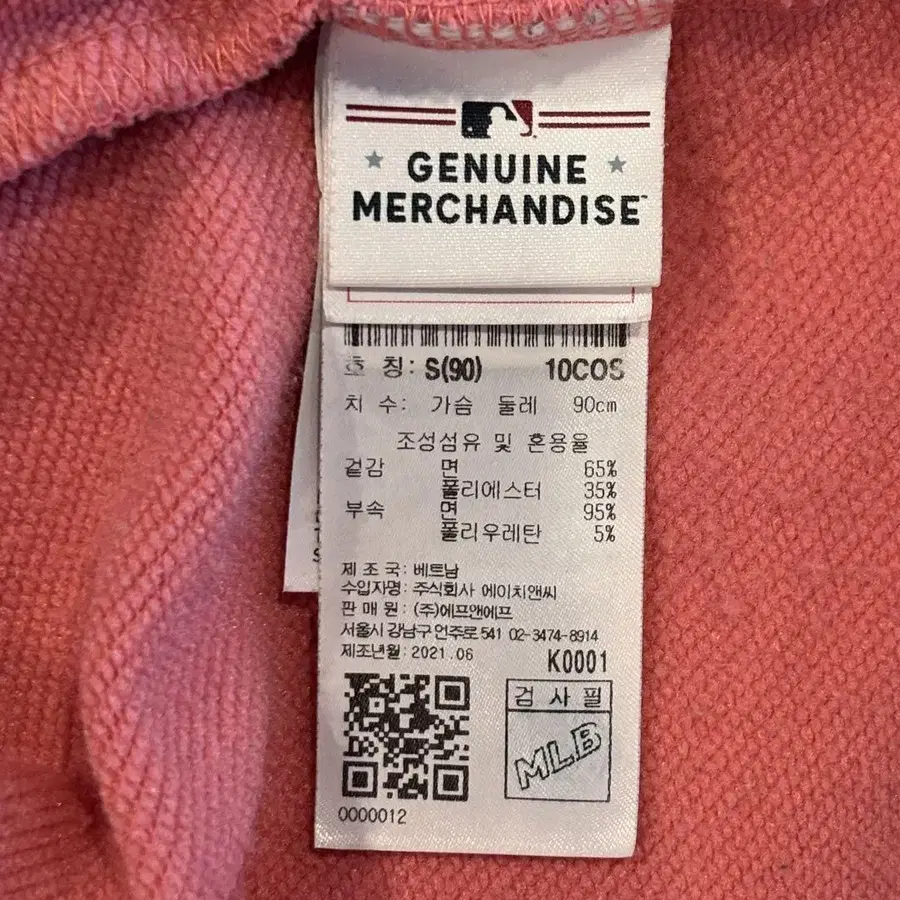 GENUINE
MERCHANDISE™
호 칭: S(90) 10COS
치 수: 가슴 둘레 90cm
조성섬유 및 혼용율
겉감 면 65%
폴리에스터 35%
부속 면 95%
폴리우레탄 5%
제 조 국: 베트남
수입자명: 주식회사 에이치앤씨
판 매 원: (주)에프앤에프
서울시 강남구 언주로 541 02-3474-8914
제조년월: 2021.06
K0001
검 사 필
MLB
0000012